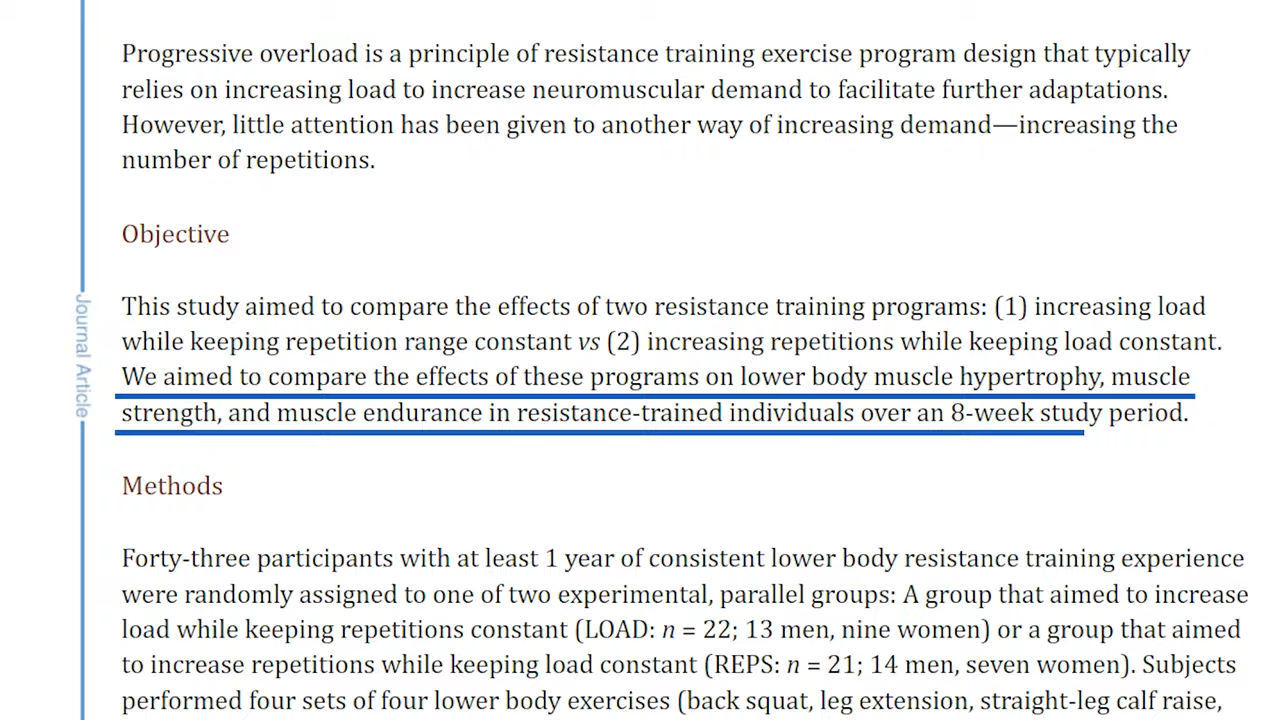 Progressive overload is a principle of resistance training exercise program design that typically
relies on increasing load to increase neuromuscular demand to facilitate further adaptations.
However, little attention has been given to another way of increasing demand—increasing the
number of repetitions.
Objective
This study aimed to compare the effects of two resistance training programs: (1) increasing load
while keeping repetition range constant vs (2) increasing repetitions while keeping load constant.
We aimed to compare the effects of these programs on lower body muscle hypertrophy, muscle
strength, and muscle endurance in resistance-trained individuals over an 8-week study period.
Journal Article
Methods
Forty-three participants with at least 1 year of consistent lower body resistance training experience
were randomly assigned to one of two experimental, parallel groups: A group that aimed to increase
load while keeping repetitions constant (LOAD: n = 22; 13 men, nine women) or a group that aimed
to increase repetitions while keeping load constant (REPS: n = 21; 14 men, seven women). Subjects
performed four sets of four lower body exercises (back squat, leg extension, straight-leg calf raise,